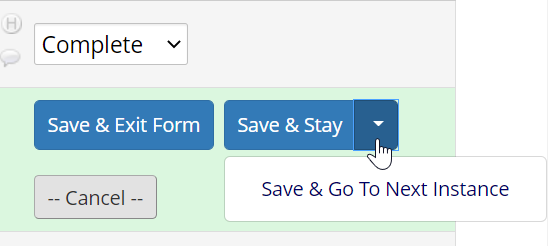 H
Complete
Save & Exit Form
Save & Stay
Save & Go To Next Instance
-- Cancel --